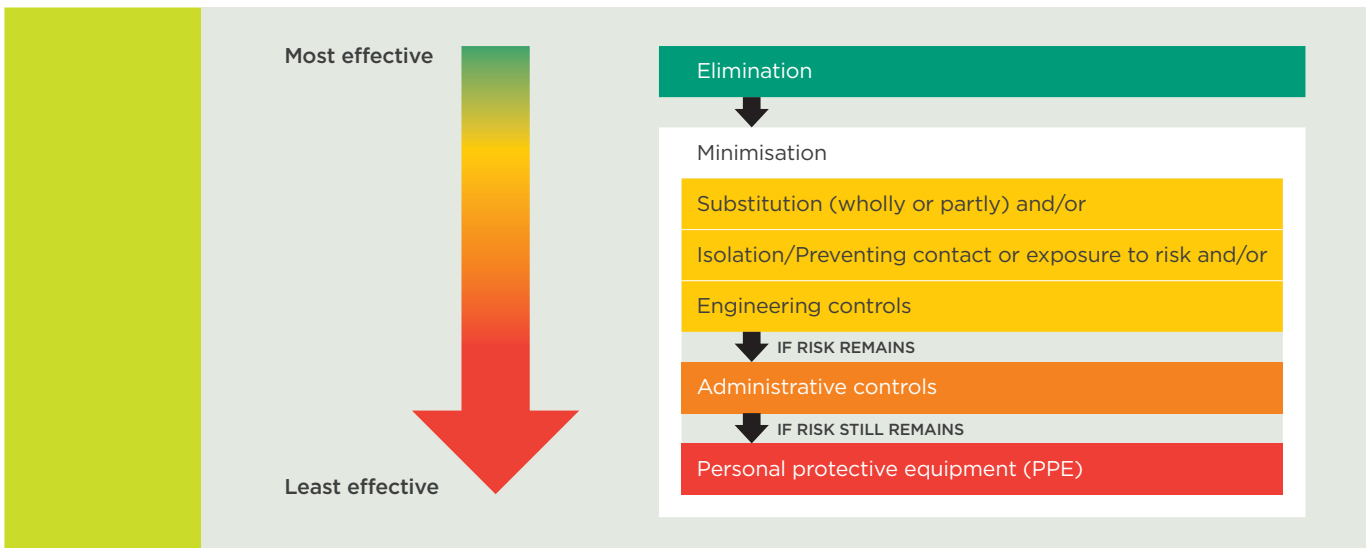 Most effective
Least effective
Elimination
Minimisation
Substitution (wholly or partly) and/or
Isolation/Preventing contact or exposure to risk and/or
Engineering controls
IF RISK REMAINS
Administrative controls
IF RISK STILL REMAINS
Personal protective equipment (PPE)